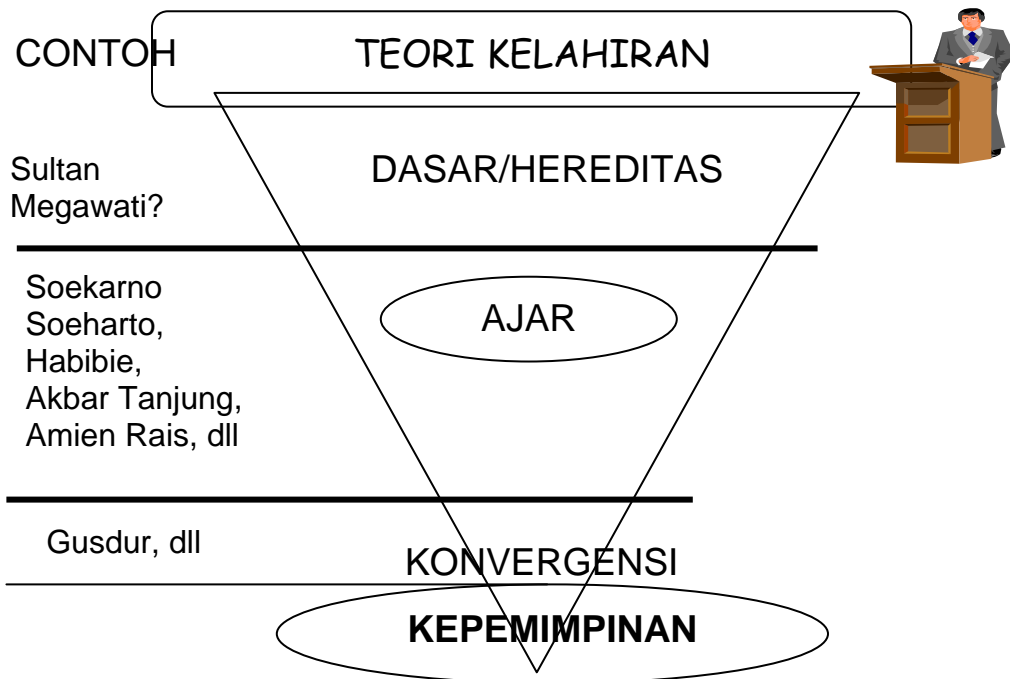 CONTOH
TEORI KELAHIRAN
Sultan
Megawati?
DASAR/HEREDITAS
Soekarno
Soeharto,
Habibie,
Akbar Tanjung,
Amien Rais, dll
AJAR
Gusdur, dll
KONVERGENSI
KEPEMIMPINAN